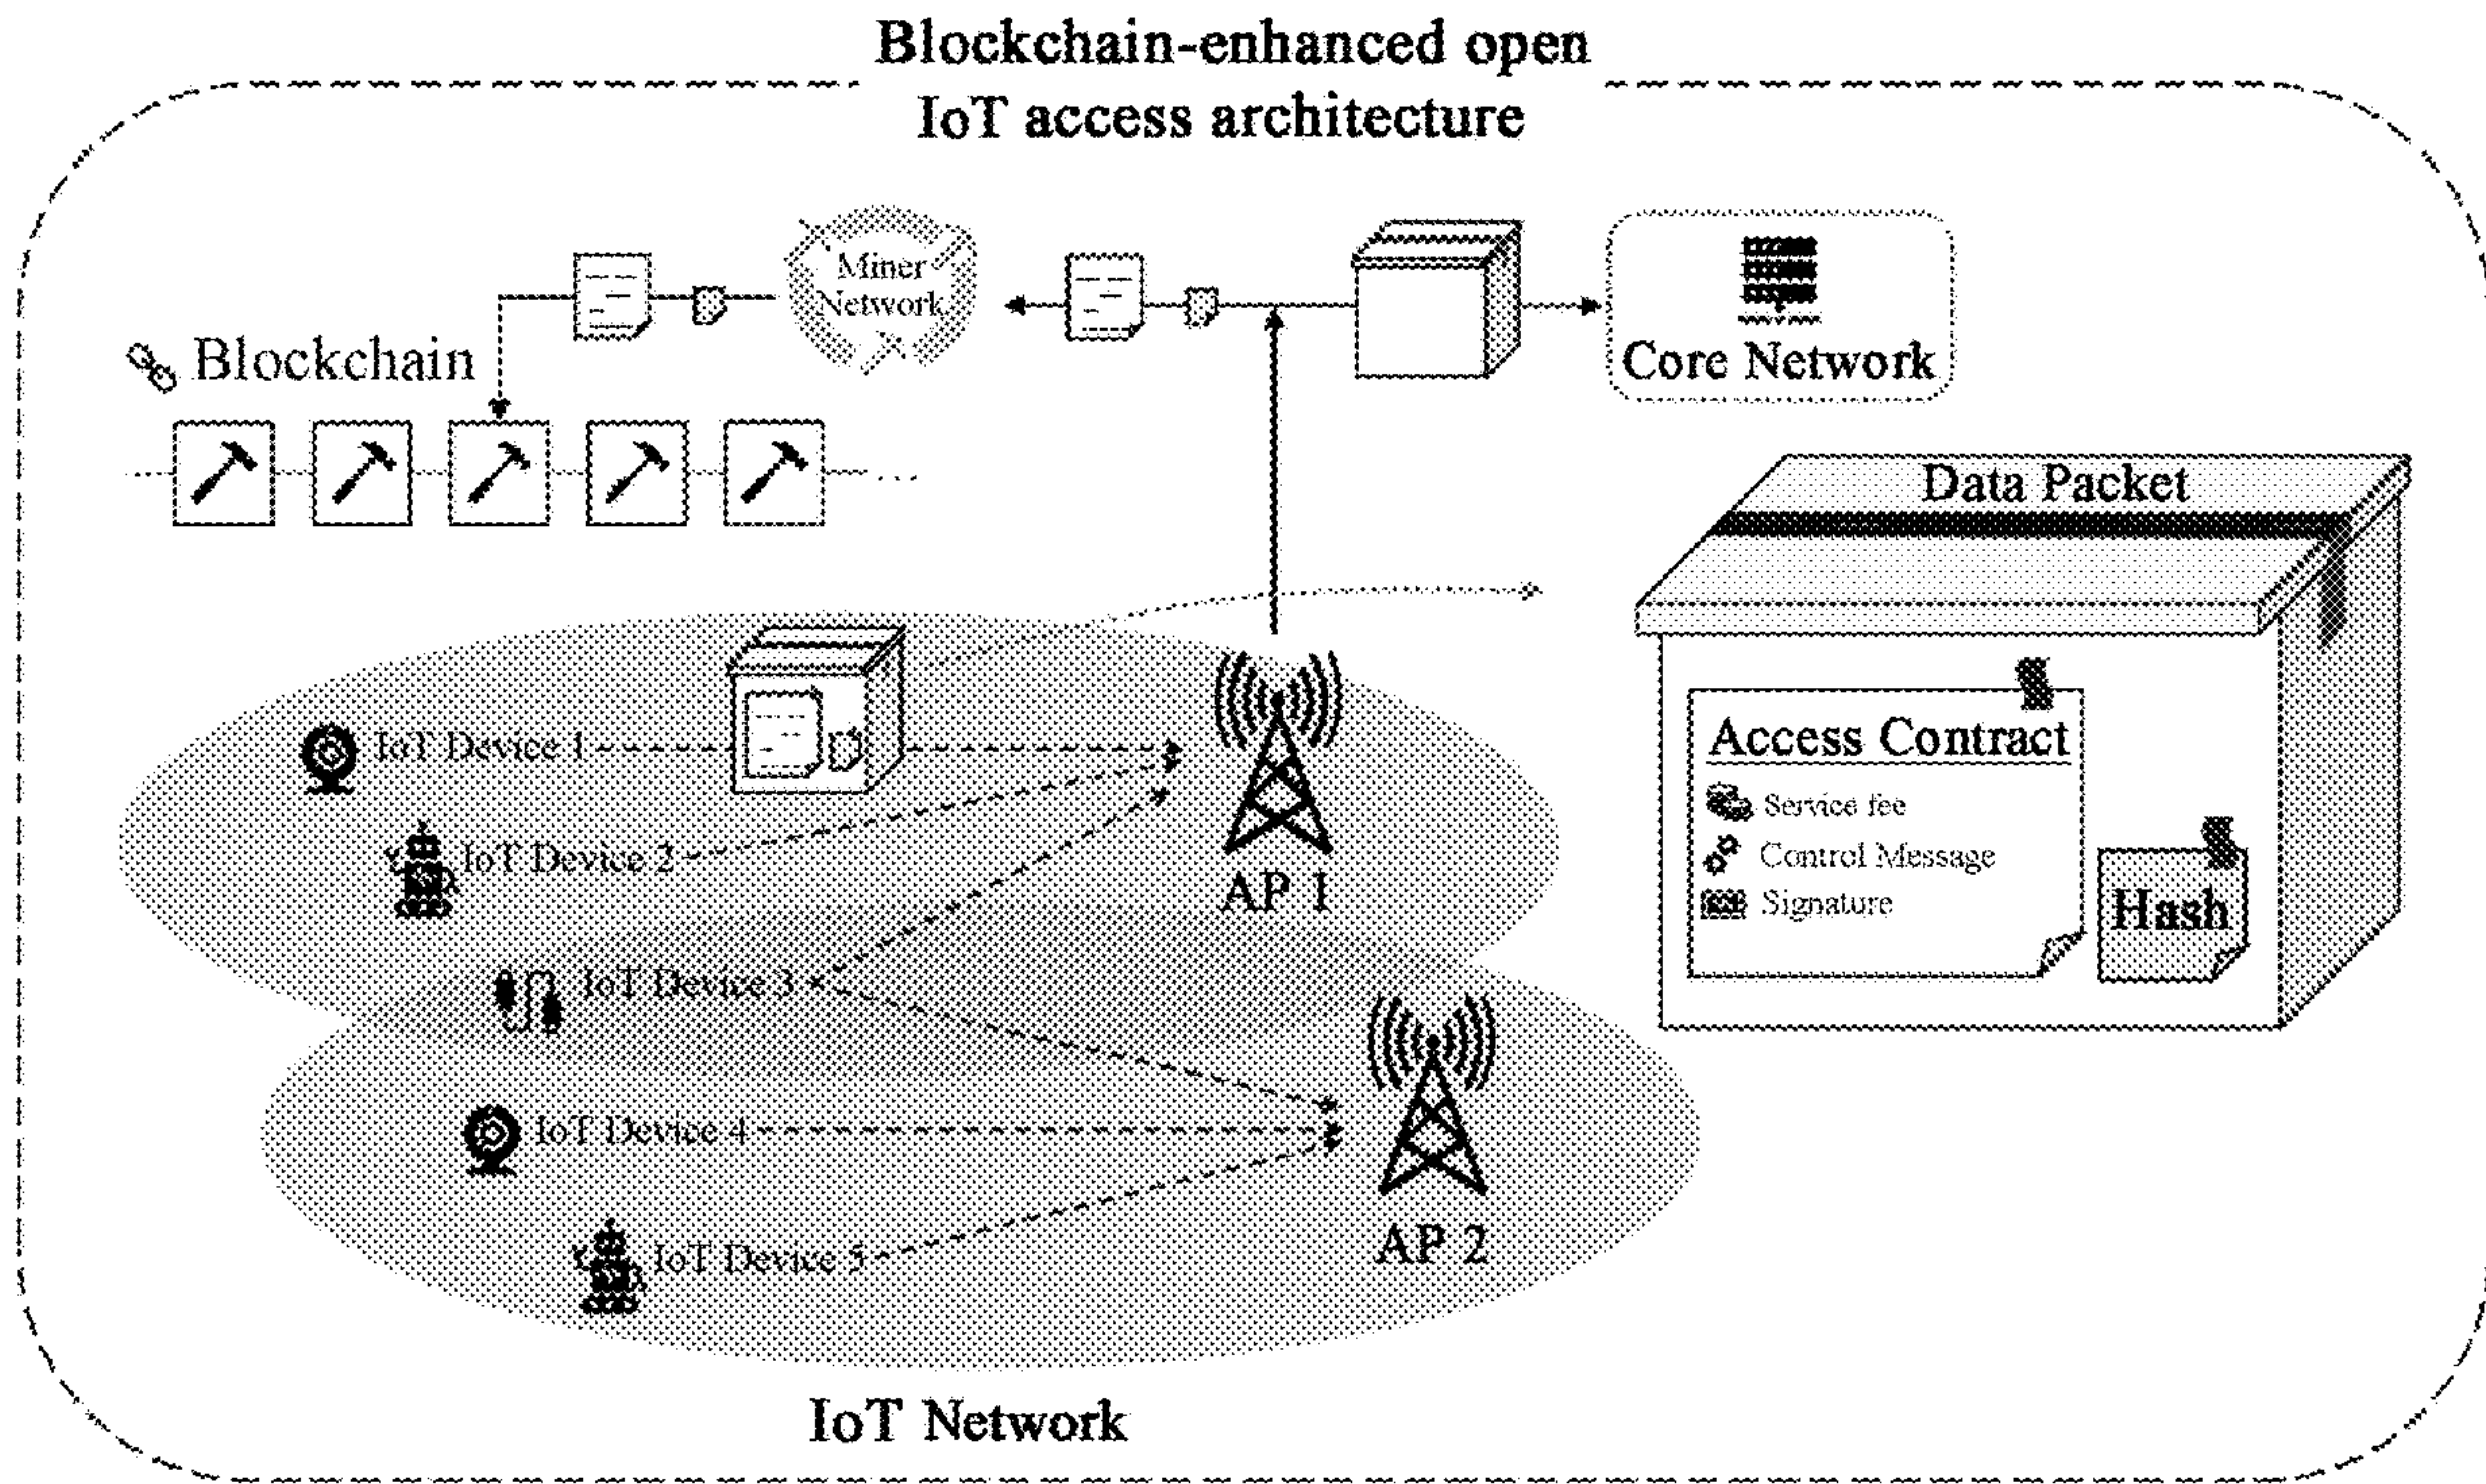 Blockchain-enhanced open
IoT access architecture
Miner
Network
Core Network
Blockchain
Data Packet
Access Contract
Service fee
Control Message
Signature
Hash
IoT Device 1
IoT Device 2
AP 1
IoT Device 3
IoT Device 4
IoT Device 5
AP 2
IoT Network